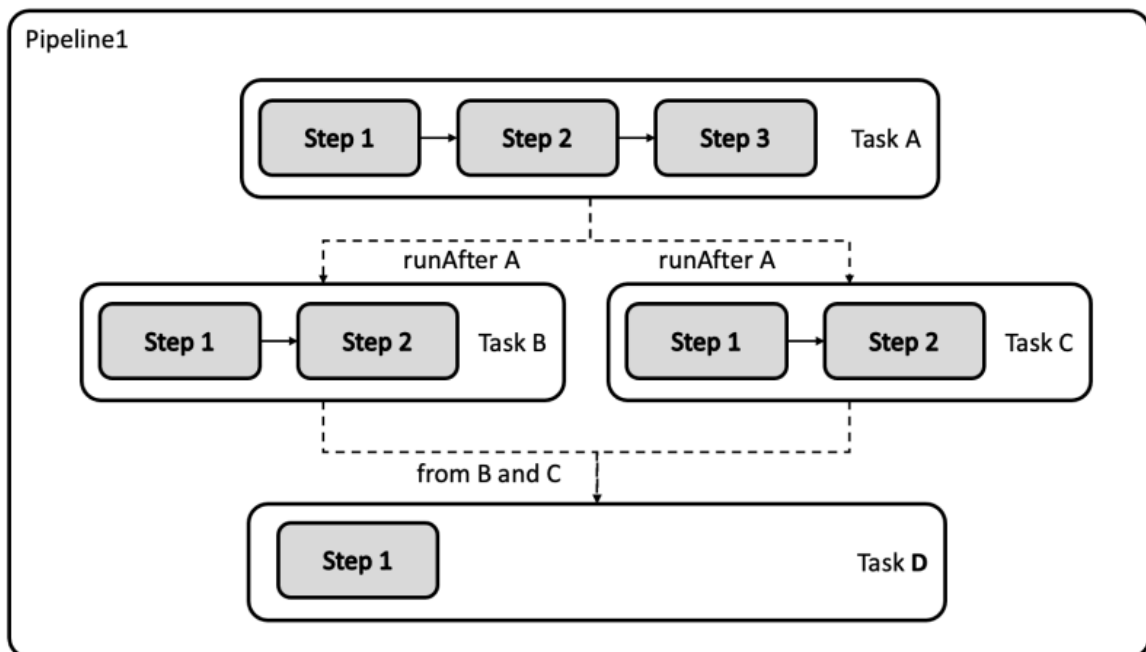 Pipeline1
Step 1 Step 2 Step 3 Task A
runAfter A runAfter A
Step 1 Step 2 Task B Step 1 Step 2 Task C
from B and C
Step 1 Task D